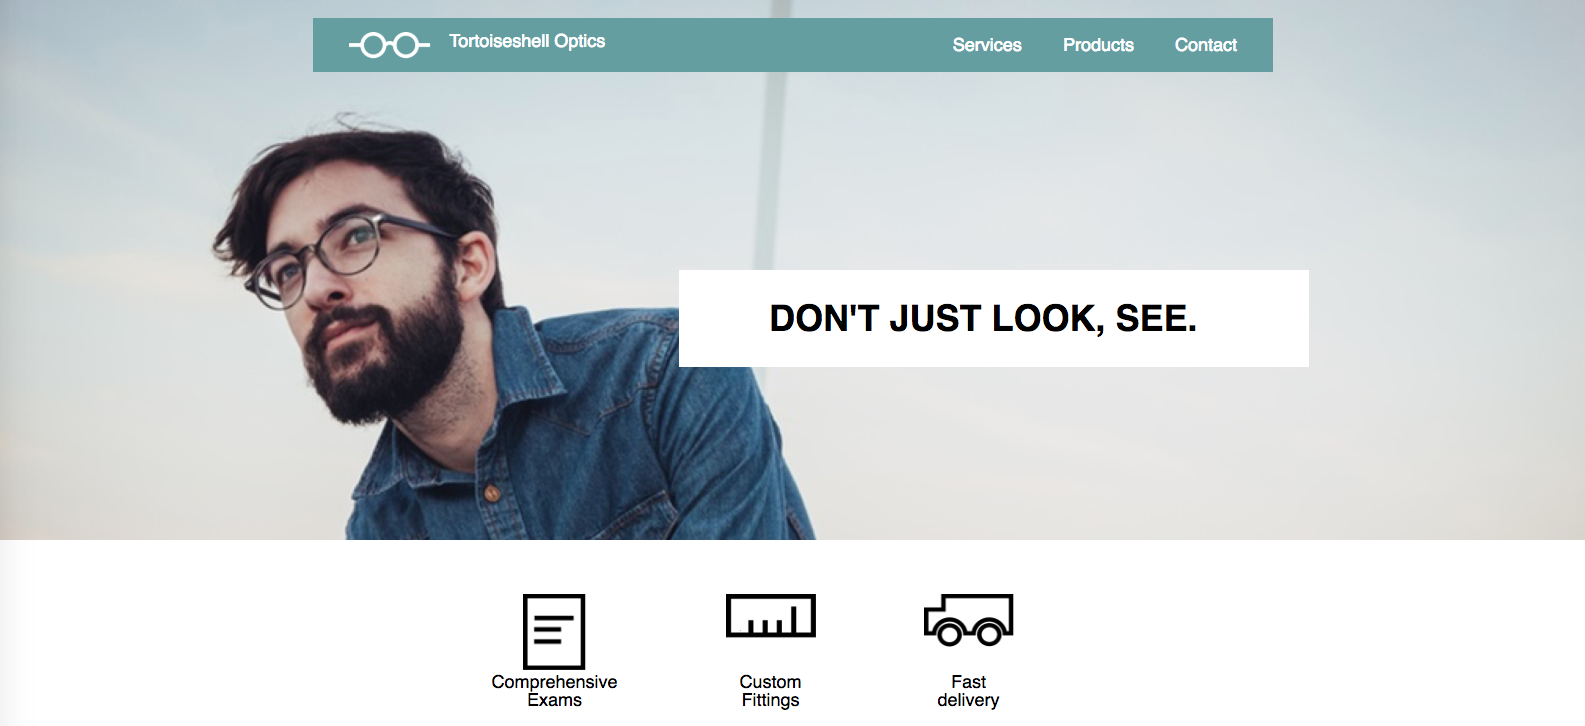 Tortoiseshell Optics
Services Products Contact
DON'T JUST LOOK, SEE.
Comprehensive
Exams
Custom
Fittings
Fast
delivery